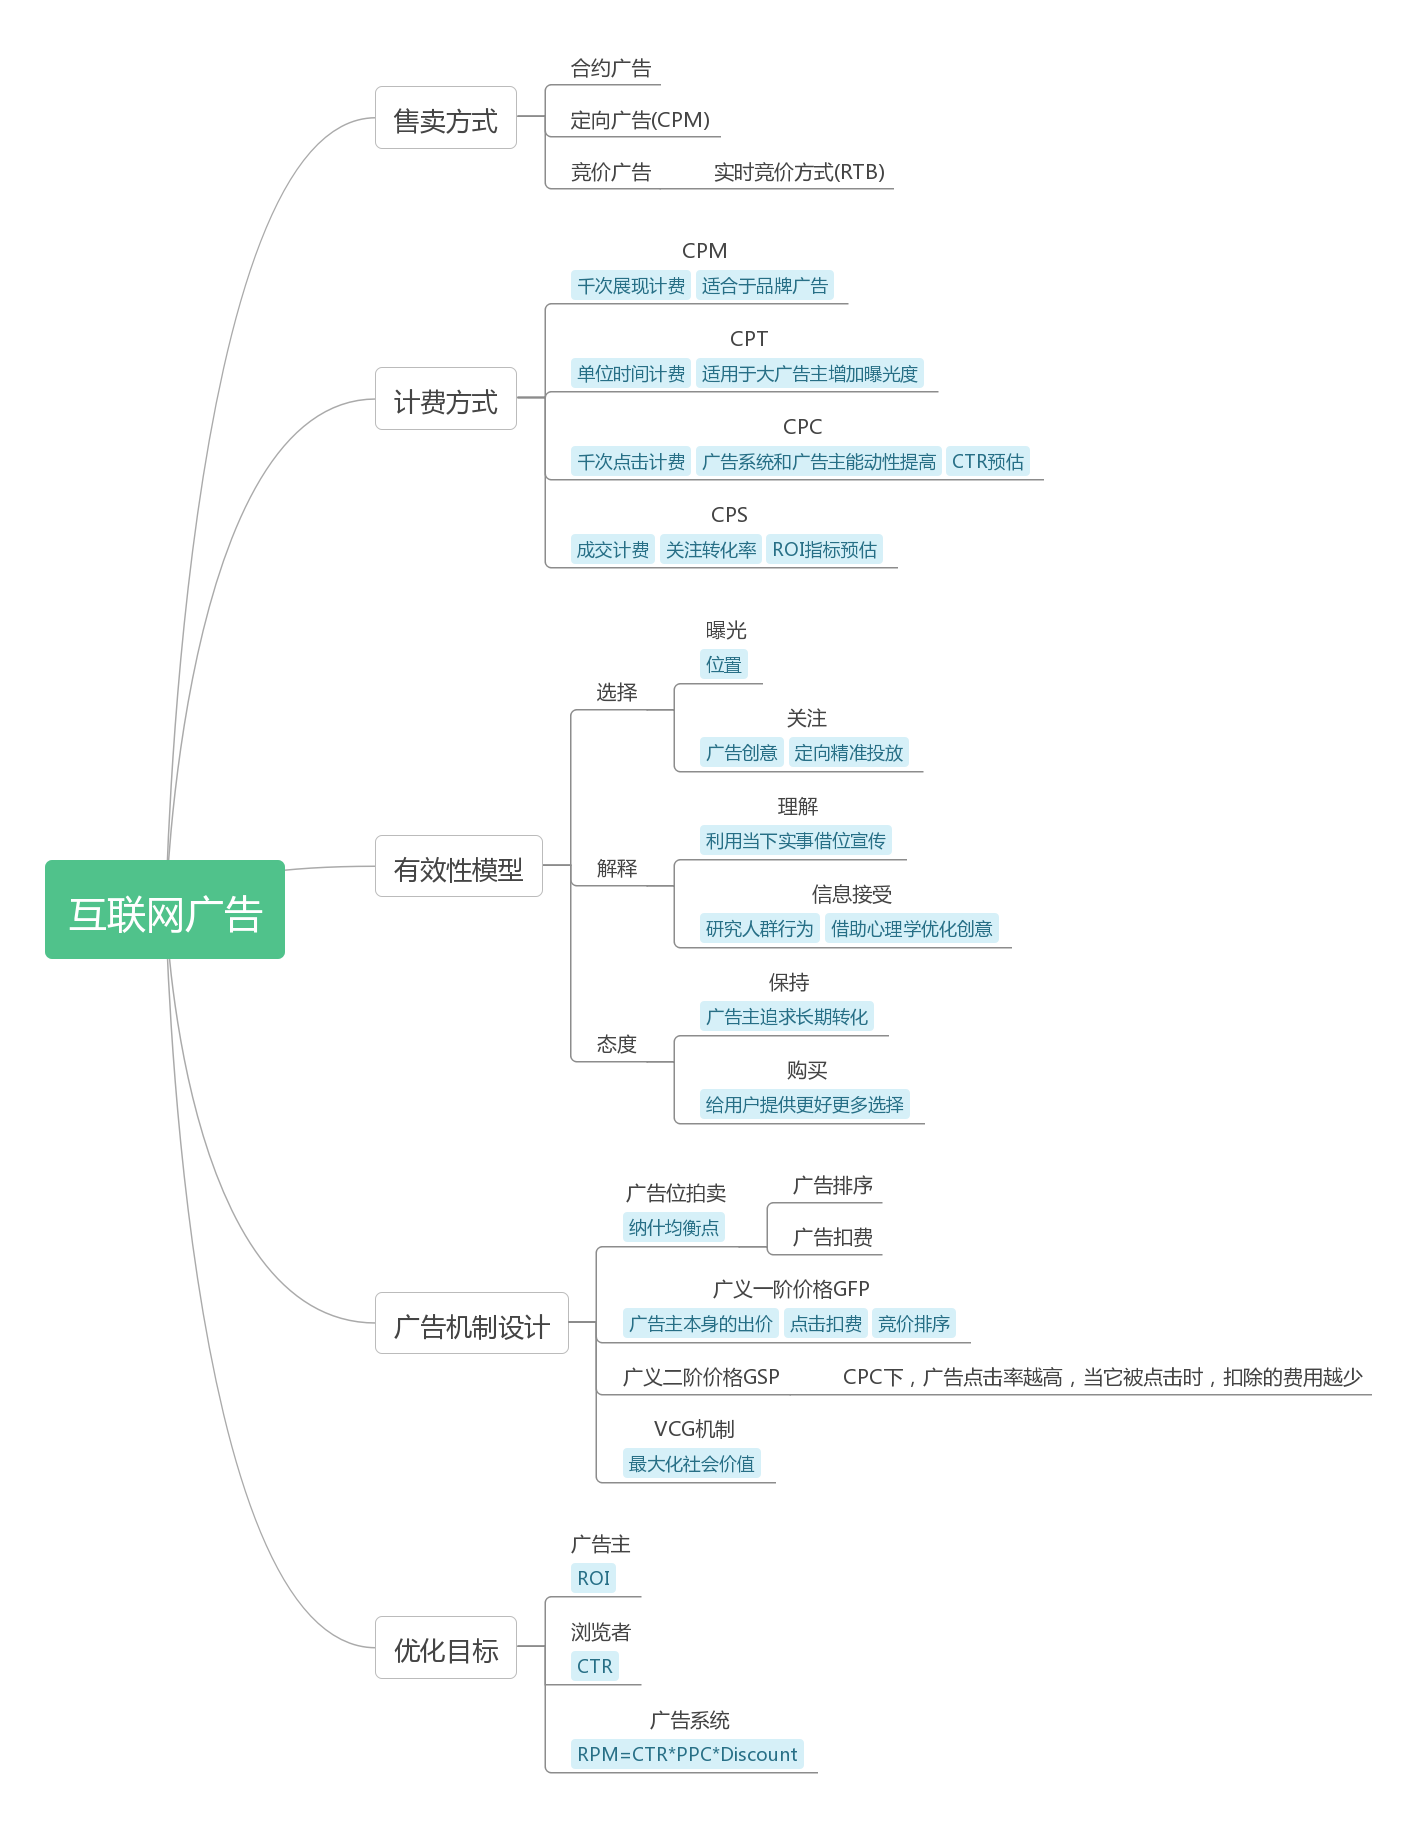 互联网广告
售卖方式
合约广告
定向广告(CPM)
竞价广告 实时竞价方式(RTB)
计费方式
CPM
千次展现计费 适合于品牌广告
CPT
单位时间计费 适用于大广告主增加曝光度
CPC
千次点击计费 广告系统和广告主能动性提高 CTR预估
CPS
成交计费 关注转化率 ROI指标预估
有效性模型
选择
曝光
位置
关注
广告创意 定向精准投放
解释
理解
利用当下实事借位宣传
信息接受
研究人群行为 借助心理学优化创意
态度
保持
广告主追求长期转化
购买
给用户提供更好更多选择
广告机制设计
广告位拍卖
纳什均衡点
广告排序
广告扣费
广义一阶价格GFP
广告主本身的出价 点击扣费 竞价排序
广义二阶价格GSP CPC下，广告点击率越高，当它被点击时，扣除的费用越少
VCG机制
最大化社会价值
优化目标
广告主
ROI
浏览者
CTR
广告系统
RPM=CTR*PPC*Discount